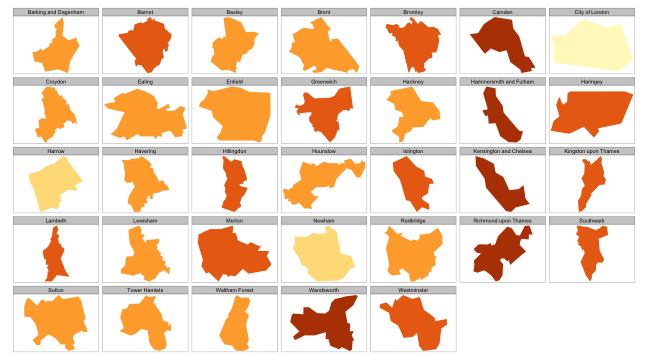 Barking and Dagenham
Barnet
Bexley
Brent
Bromley
Camden
City of London
Croydon
Ealing
Enfield
Greenwich
Hackney
Hammersmith and Fulham
Haringey
Harrow
Havering
Hillingdon
Hounslow
Islington
Kensington and Chelsea
Kingston upon Thames
Lambeth
Lewisham
Merton
Newham
Redbridge
Richmond upon Thames
Southwark
Sutton
Tower Hamlets
Waltham Forest
Wandsworth
Westminster